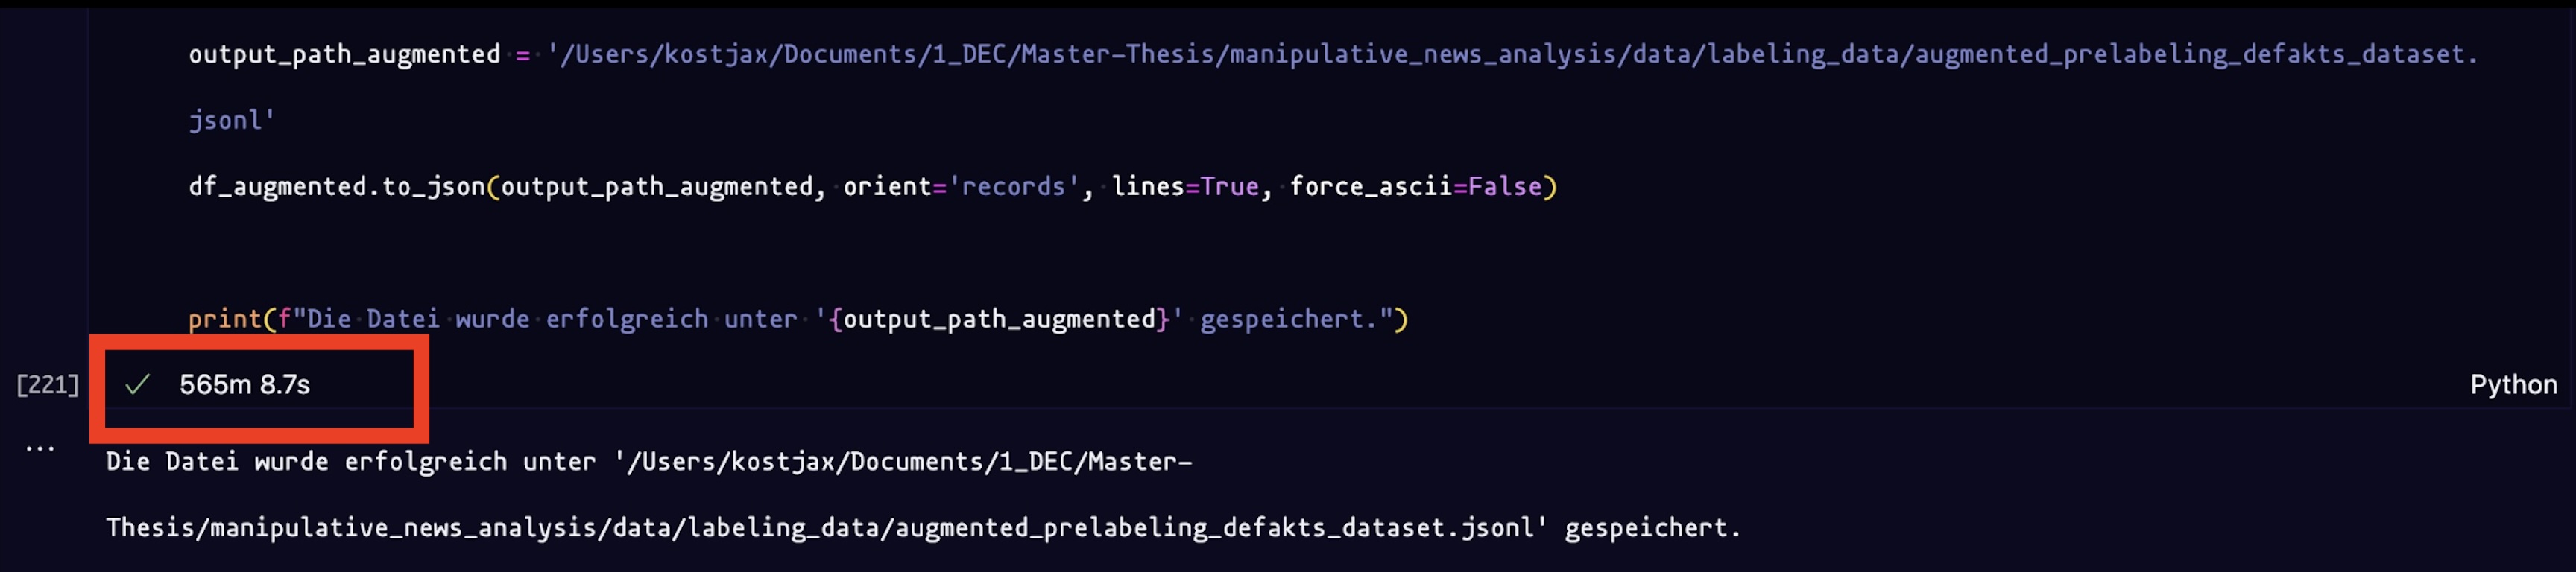 output_path_augmented = '/Users/kostjax/Documents/1_DEC/Master-Thesis/manipulative_news_analysis/data/labeling_data/augmented_prelabeling_defakts_dataset.
jsonl'
df_augmented.to_json(output_path_augmented, orient='records', lines=True, force_ascii=False)
print(f"Die Datei wurde erfolgreich unter '{output_path_augmented}' gespeichert.")
[221] ✓ 565m 8.7s Python
...
Die Datei wurde erfolgreich unter '/Users/kostjax/Documents/1_DEC/Master-
Thesis/manipulative_news_analysis/data/labeling_data/augmented_prelabeling_defakts_dataset.jsonl' gespeichert.